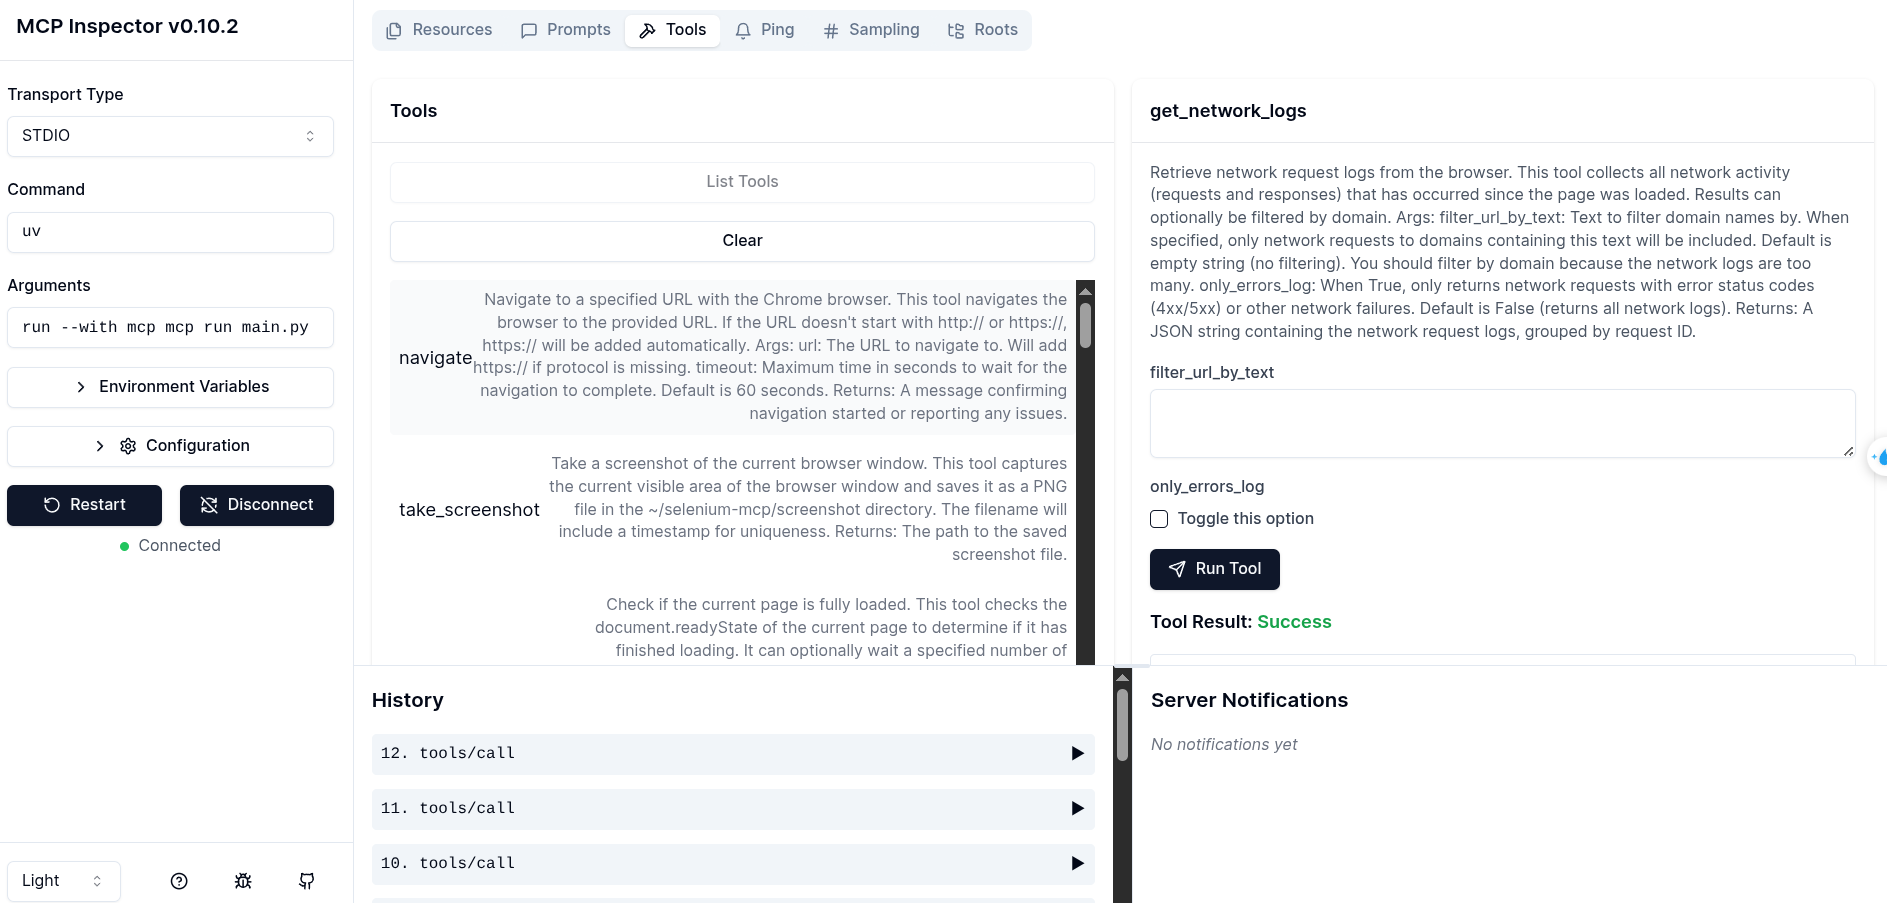 MCP Inspector v0.10.2
Transport Type
STDIO
Command
uv
Arguments
run --with mcp mcp run main.py
Environment Variables
Configuration
Restart
Disconnect
Connected
Light
Resources
Prompts
Tools
Ping
Sampling
Roots
Tools
List Tools
Clear
navigate
Navigate to a specified URL with the Chrome browser. This tool navigates the
browser to the provided URL. If the URL doesn't start with http:// or https://,
https:// will be added automatically. Args: url: The URL to navigate to. Will add
https:// if protocol is missing. timeout: Maximum time in seconds to wait for the
navigation to complete. Default is 60 seconds. Returns: A message confirming
navigation started or reporting any issues.
take_screenshot
Take a screenshot of the current browser window. This tool captures
the current visible area of the browser window and saves it as a PNG
file in the ~/selenium-mcp/screenshot directory. The filename will
include a timestamp for uniqueness. Returns: The path to the saved
screenshot file.
Check if the current page is fully loaded. This tool checks the
document.readyState of the current page to determine if it has
finished loading. It can optionally wait a specified number of
get_network_logs
Retrieve network request logs from the browser. This tool collects all network activity
(requests and responses) that has occurred since the page was loaded. Results can
optionally be filtered by domain. Args: filter_url_by_text: Text to filter domain names by. When
specified, only network requests to domains containing this text will be included. Default is
empty string (no filtering). You should filter by domain because the network logs are too
many. only_errors_log: When True, only returns network requests with error status codes
(4xx/5xx) or other network failures. Default is False (returns all network logs). Returns: A
JSON string containing the network request logs, grouped by request ID.
filter_url_by_text
only_errors_log
Toggle this option
Run Tool
Tool Result: Success
History
12. tools/call
11. tools/call
10. tools/call
Server Notifications
No notifications yet